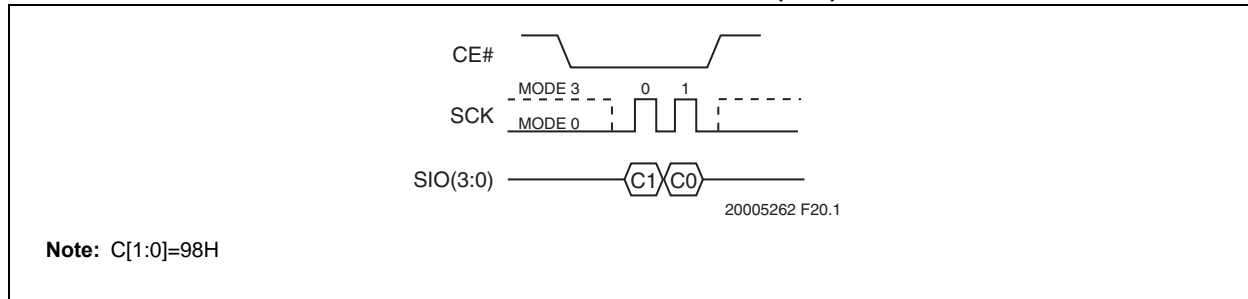 CE#
MODE 3 0 1
SCK
MODE 0
SIO(3:0) C1 C0
20005262 F20.1
Note: C[1:0]=98H